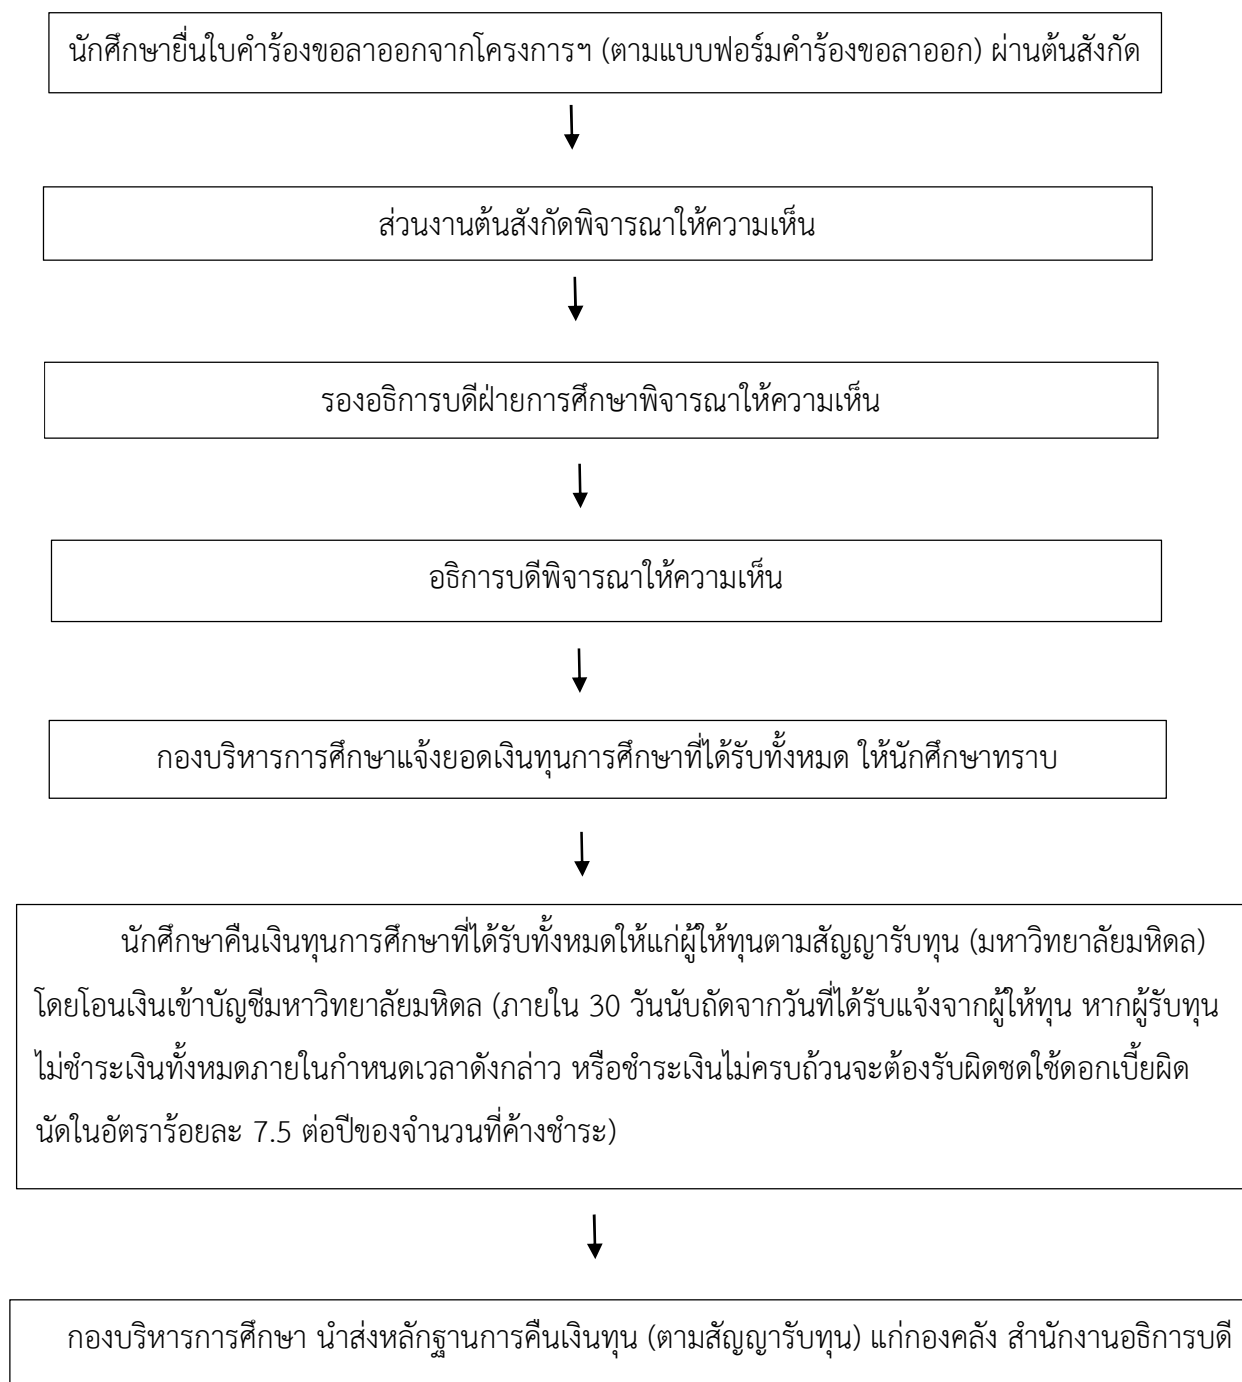 นักศึกษายื่นใบคำร้องขอลาออกจากโครงการฯ (ตามแบบฟอร์มคำร้องขอลาออก) ผ่านต้นสังกัด
ส่วนงานต้นสังกัดพิจารณาให้ความเห็น
รองอธิการบดีฝ่ายการศึกษาพิจารณาให้ความเห็น
อธิการบดีพิจารณาให้ความเห็น
กองบริหารการศึกษาแจ้งยอดเงินทุนการศึกษาที่ได้รับทั้งหมด ให้นักศึกษาทราบ
นักศึกษาคืนเงินทุนการศึกษาที่ได้รับทั้งหมดให้แก่ผู้ให้ทุนตามสัญญารับทุน (มหาวิทยาลัยมหิดล)
โดยโอนเงินเข้าบัญชีมหาวิทยาลัยมหิดล (ภายใน 30 วันนับถัดจากวันที่ได้รับแจ้งจากผู้ให้ทุน หากผู้รับทุน
ไม่ชำระเงินทั้งหมดภายในกำหนดเวลาดังกล่าว หรือชำระเงินไม่ครบถ้วนจะต้องรับผิดชดใช้ดอกเบี้ยผิด
นัดในอัตราร้อยละ 7.5 ต่อปีของจำนวนที่ค้างชำระ)
กองบริหารการศึกษา นำส่งหลักฐานการคืนเงินทุน (ตามสัญญารับทุน) แก่กองคลัง สำนักงานอธิการบดี